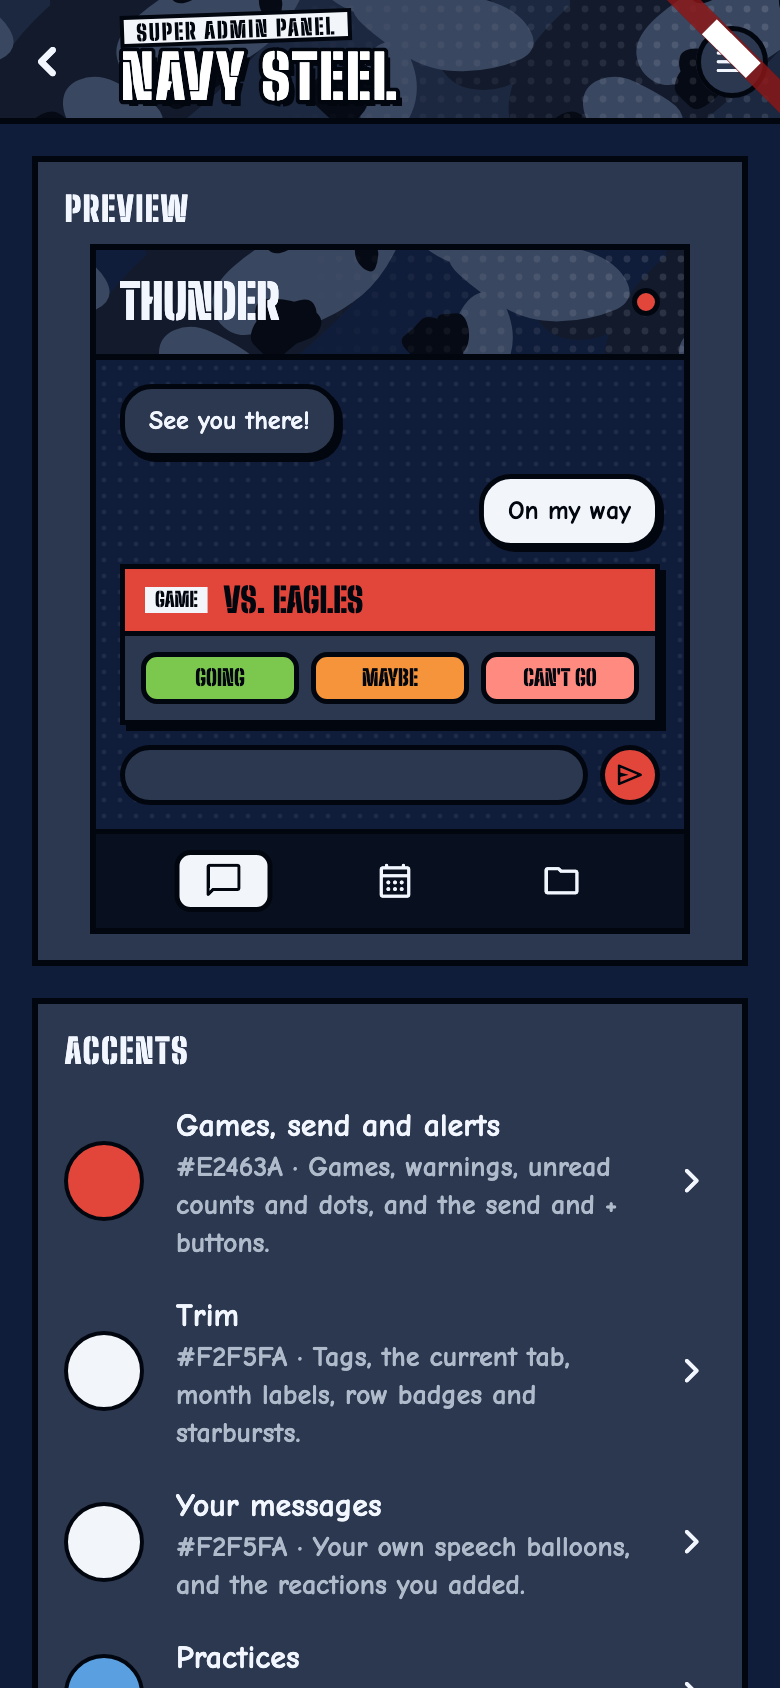 SUPER ADMIN PANEL
NAVY STEEL
PREVIEW
THUNDER
See you there!
On my way
GAME VS. EAGLES
GOING MAYBE CAN'T GO
ACCENTS
Games, send and alerts
#E2463A · Games, warnings, unread
counts and dots, and the send and +
buttons.
Trim
#F2F5FA · Tags, the current tab,
month labels, row badges and
starbursts.
Your messages
#F2F5FA · Your own speech balloons,
and the reactions you added.
Practices